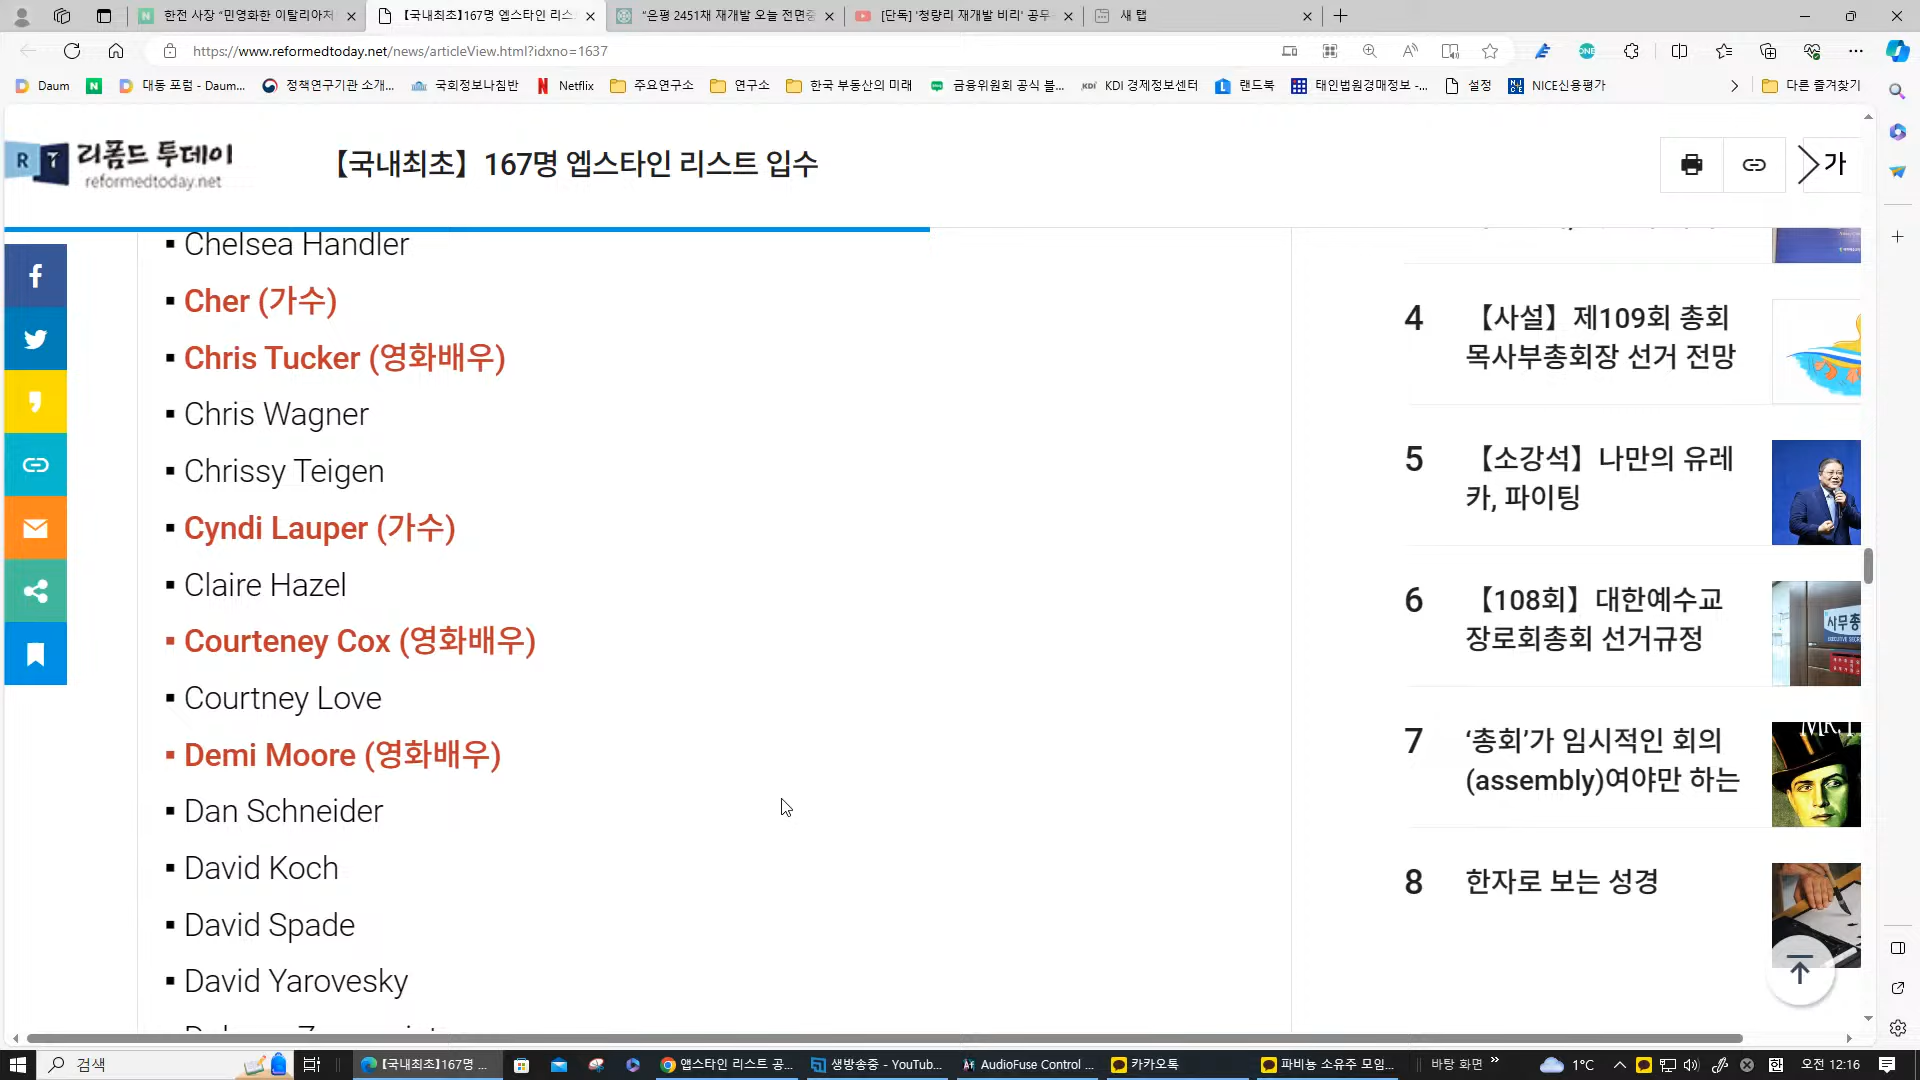 한전 사장 “민영화한 이탈리아처
【국내최초】167명 엡스타인 리스
“은평 2451채 재개발 오늘 전면중
[단독] '청량리 재개발 비리' 공무
새 탭
https://www.reformedtoday.net/news/articleView.html?idxno=1637
Daum
N
대동 포럼 - Daum...
정책연구기관 소개...
국회정보나침반
Netflix
주요연구소
연구소
한국 부동산의 미래
금융위원회 공식 블...
KDI 경제정보센터
랜드북
태인법원경매정보 -...
설정
NICE신용평가
다른 즐겨찾기
R T 리폼드 투데이
reformedtoday.net
【국내최초】167명 엡스타인 리스트 입수
가
▪ Chelsea Handler
▪ Cher (가수)
▪ Chris Tucker (영화배우)
▪ Chris Wagner
▪ Chrissy Teigen
▪ Cyndi Lauper (가수)
▪ Claire Hazel
▪ Courteney Cox (영화배우)
▪ Courtney Love
▪ Demi Moore (영화배우)
▪ Dan Schneider
▪ David Koch
▪ David Spade
▪ David Yarovesky
4 【사설】제109회 총회
목사부총회장 선거 전망
5 【소강석】나만의 유레
카, 파이팅
6 【108회】대한예수교
장로회총회 선거규정
사무총
7 ‘총회’가 임시적인 회의
(assembly)여야만 하는
8 한자로 보는 성경
검색
【국내최초】167명 ...
앱스타인 리스트 공...
생방송중 - YouTub...
AudioFuse Control ...
카카오톡
파비뇽 소유주 모임...
바탕 화면
1°C
한
오전 12:16